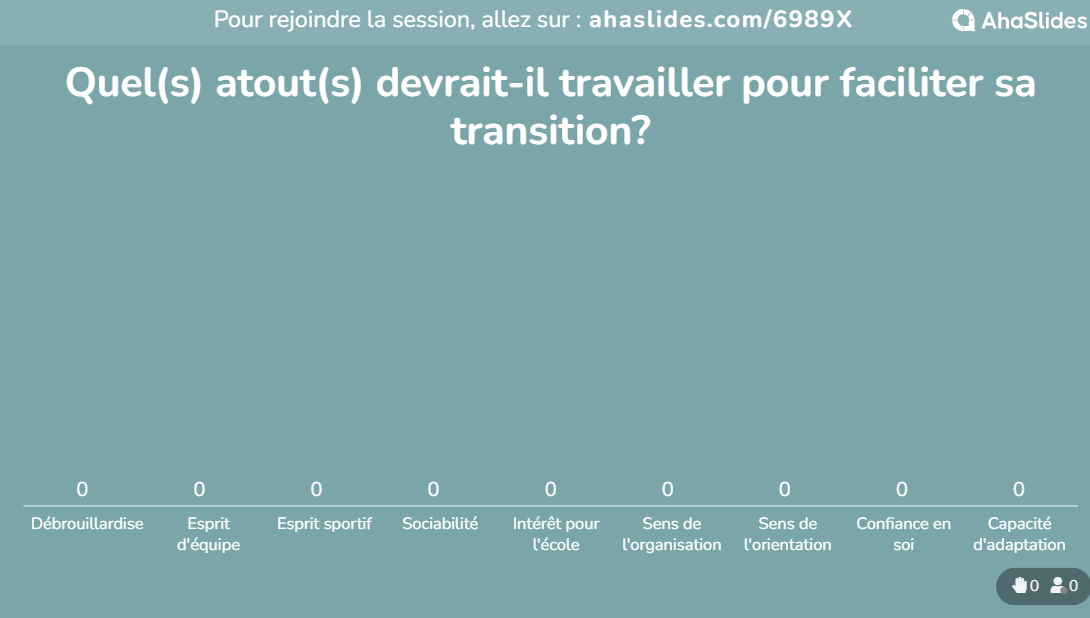 Pour rejoindre la session, allez sur : ahaslides.com/6989X
AhaSlides
Quel(s) atout(s) devrait-il travailler pour faciliter sa
transition?
0 0 0 0 0 0 0 0 0
Débrouillardise
Esprit
d'équipe
Esprit sportif
Sociabilité
Intérêt pour
l'école
Sens de
l'organisation
Sens de
l'orientation
Confiance en
soi
Capacité
d'adaptation
0 0